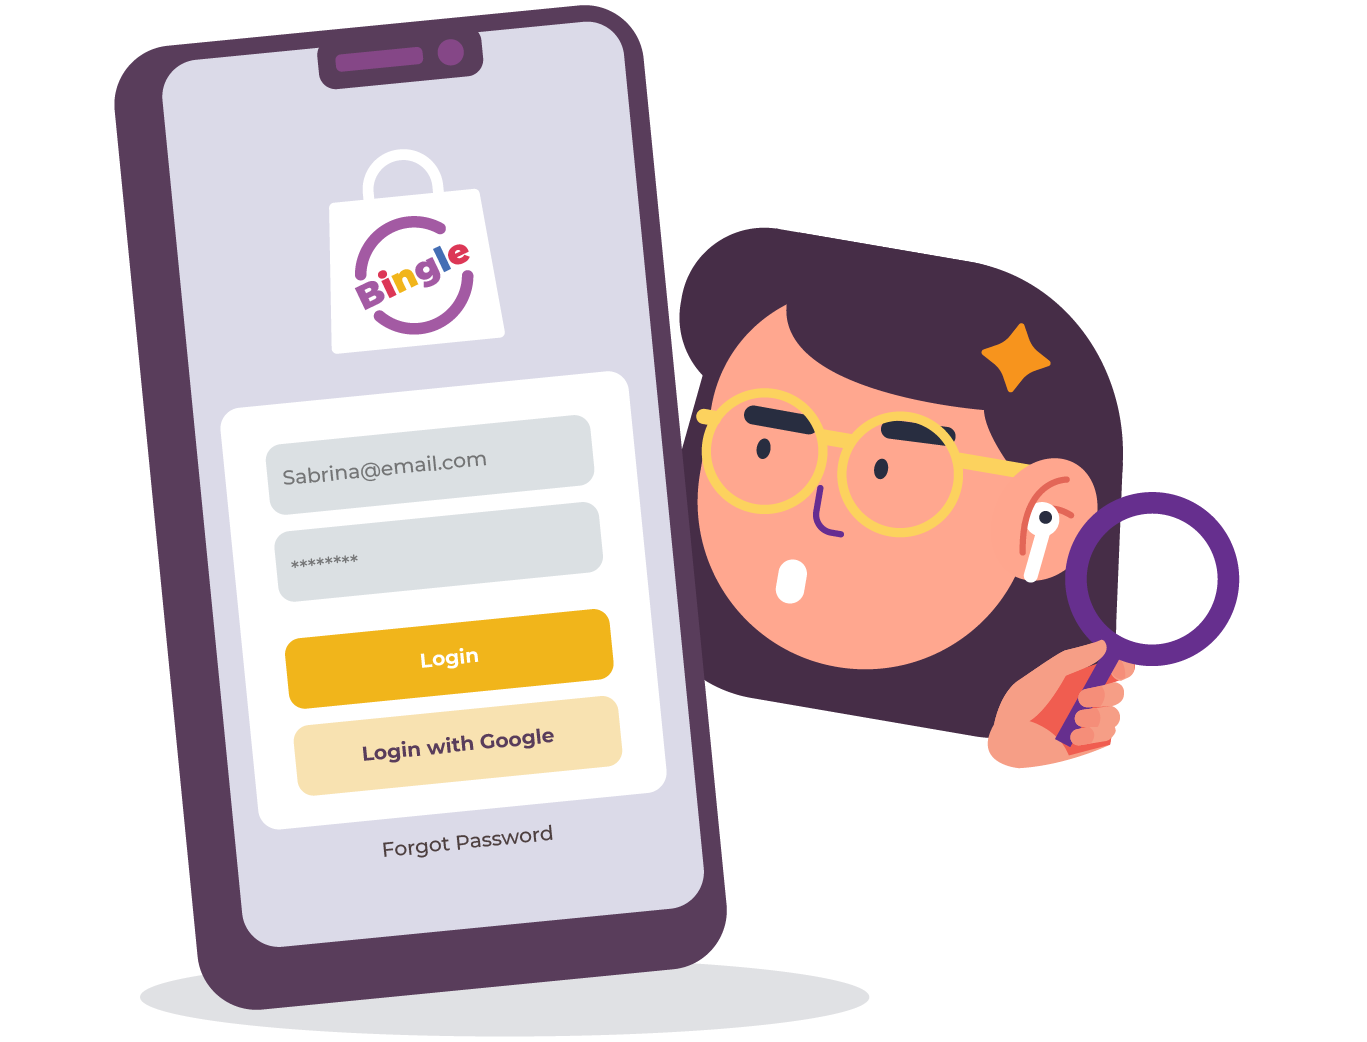 Bingle
Sabrina@email.com
********
Login
Login with Google
Forgot Password